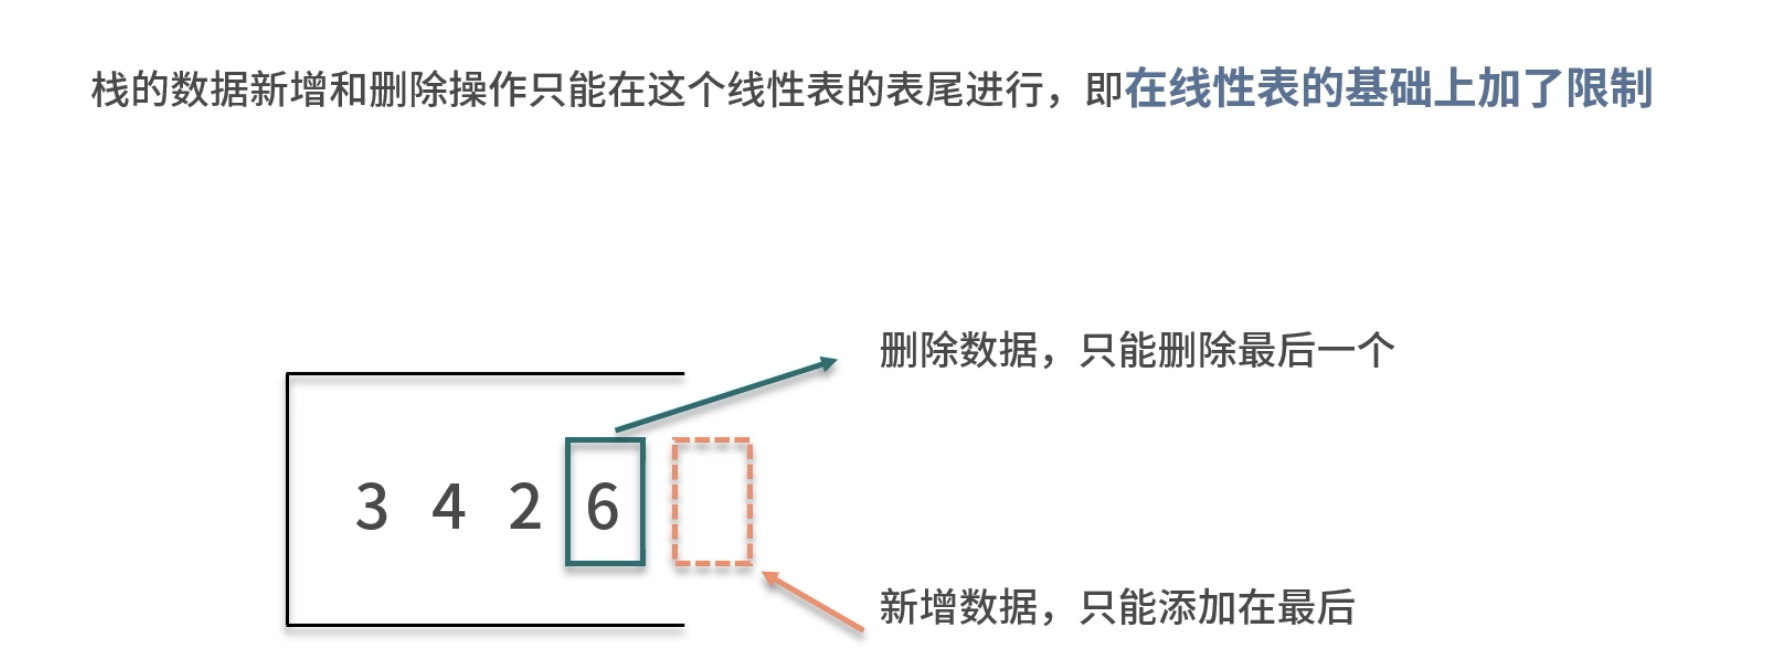 栈的数据新增和删除操作只能在这个线性表的表尾进行，即在线性表的基础上加了限制
删除数据，只能删除最后一个
3 4 2 6
新增数据，只能添加在最后